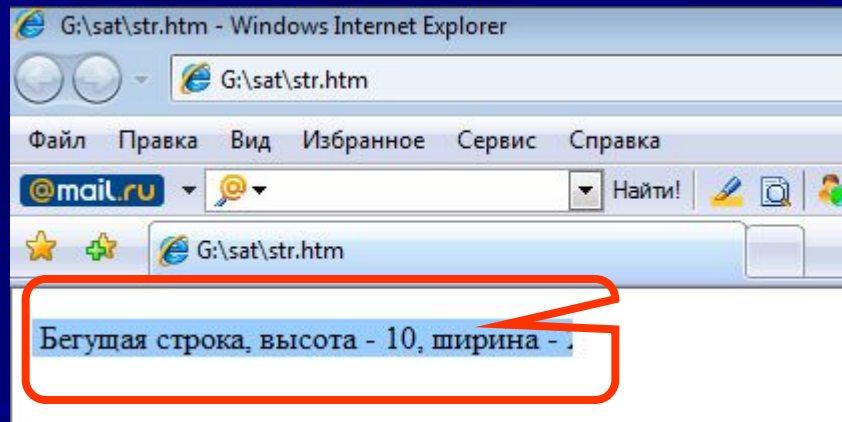 G:\sat\str.htm - Windows Internet Explorer
G:\sat\str.htm
Файл Правка Вид Избранное Сервис Справка
@mail.ru Найти!
G:\sat\str.htm
Бегущая строка, высота - 10, ширина -